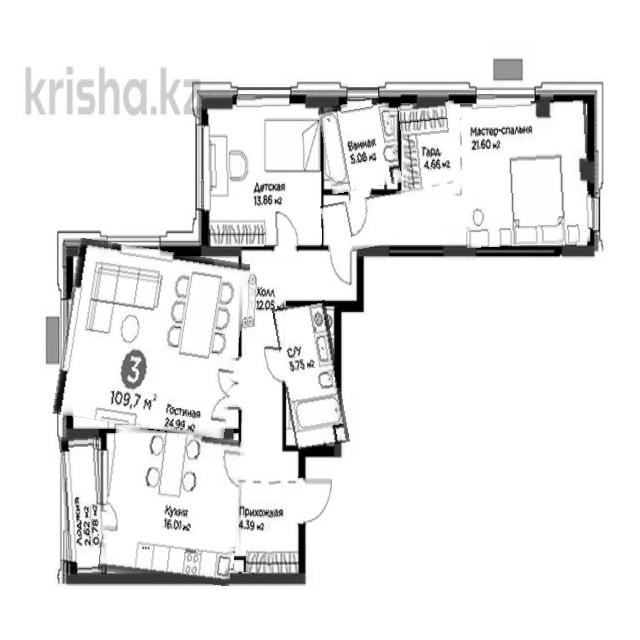 krisha.kz
Мастер-спальня
21.60 м2
Ванная
5.08 м2
Гард.
4.66 м2
Детская
13.86 м2
Холл
12.05 м2
С/У
5.75 м2
3
109,7 м2
Гостиная
24.99 м2
Кухня
16.01 м2
Прихожая
4.39 м2
Лоджия
2.62 м2
0.78 м2